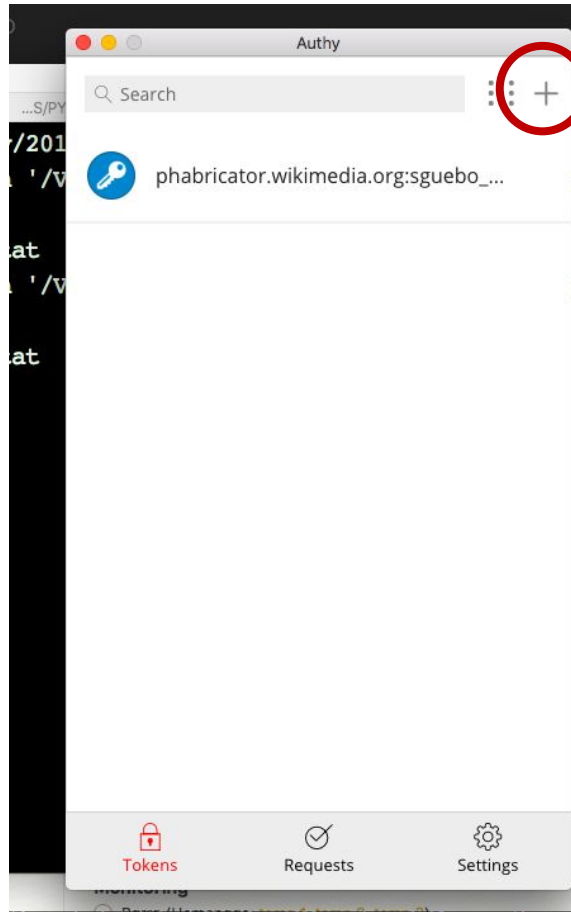 Authy
Search
...S/PY
/201
'/V
phabricator.wikimedia.org:sguebo_...
at
'/V
at
Tokens
Requests
Settings
Monitoring